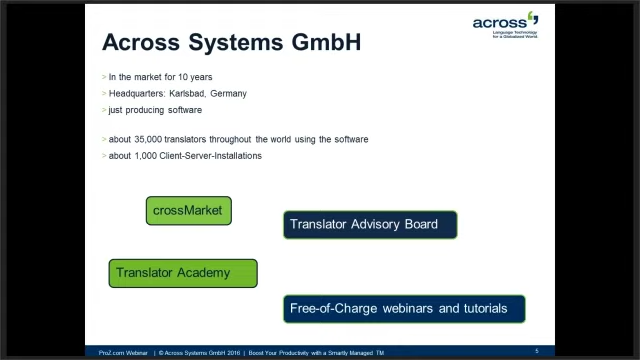 across
Language Technology
for a Globalized World
Across Systems GmbH
> In the market for 10 years
> Headquarters: Karlsbad, Germany
> just producing software
> about 35,000 translators throughout the world using the software
> about 1,000 Client-Server-Installations
crossMarket
Translator Advisory Board
Translator Academy
Free-of-Charge webinars and tutorials
ProZ.com Webinar | © Across Systems GmbH 2016 | Boost Your Productivity with a Smartly Managed TM 5